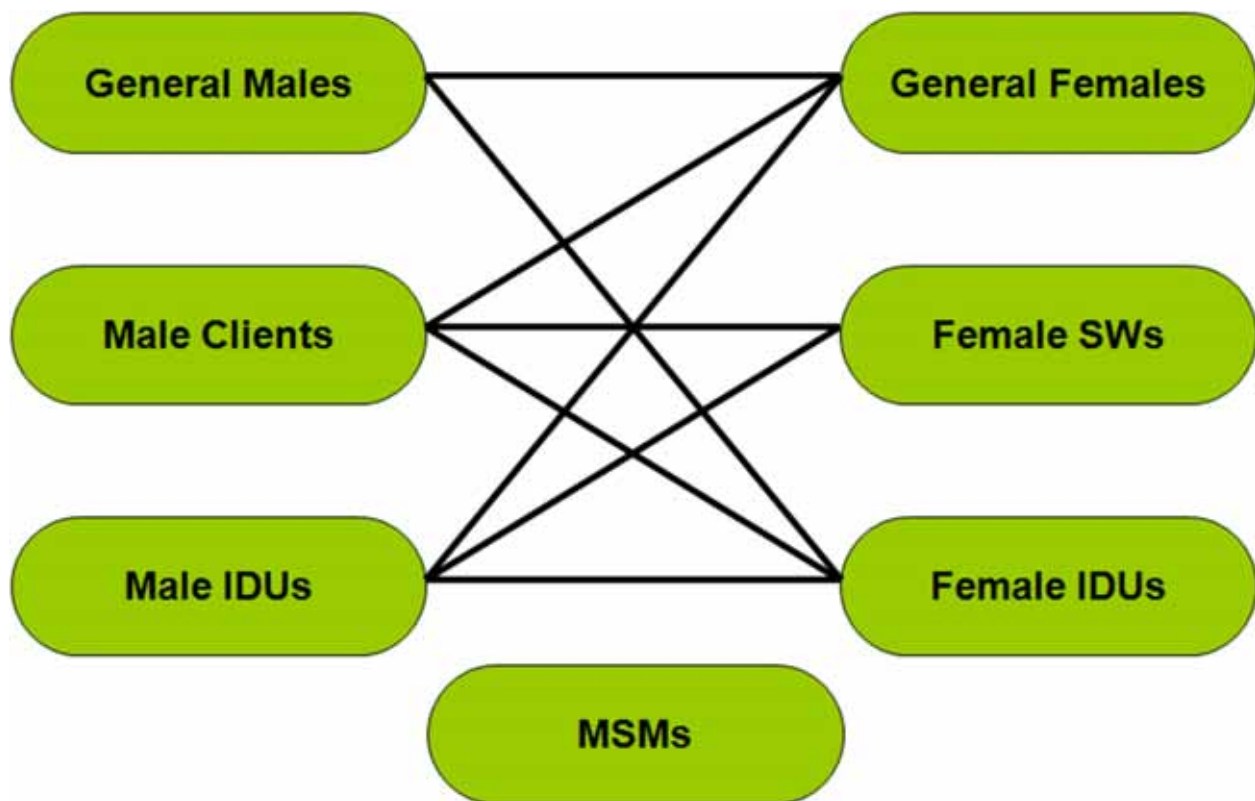 General Males
General Females
Male Clients
Female SWs
Male IDUs
Female IDUs
MSMs